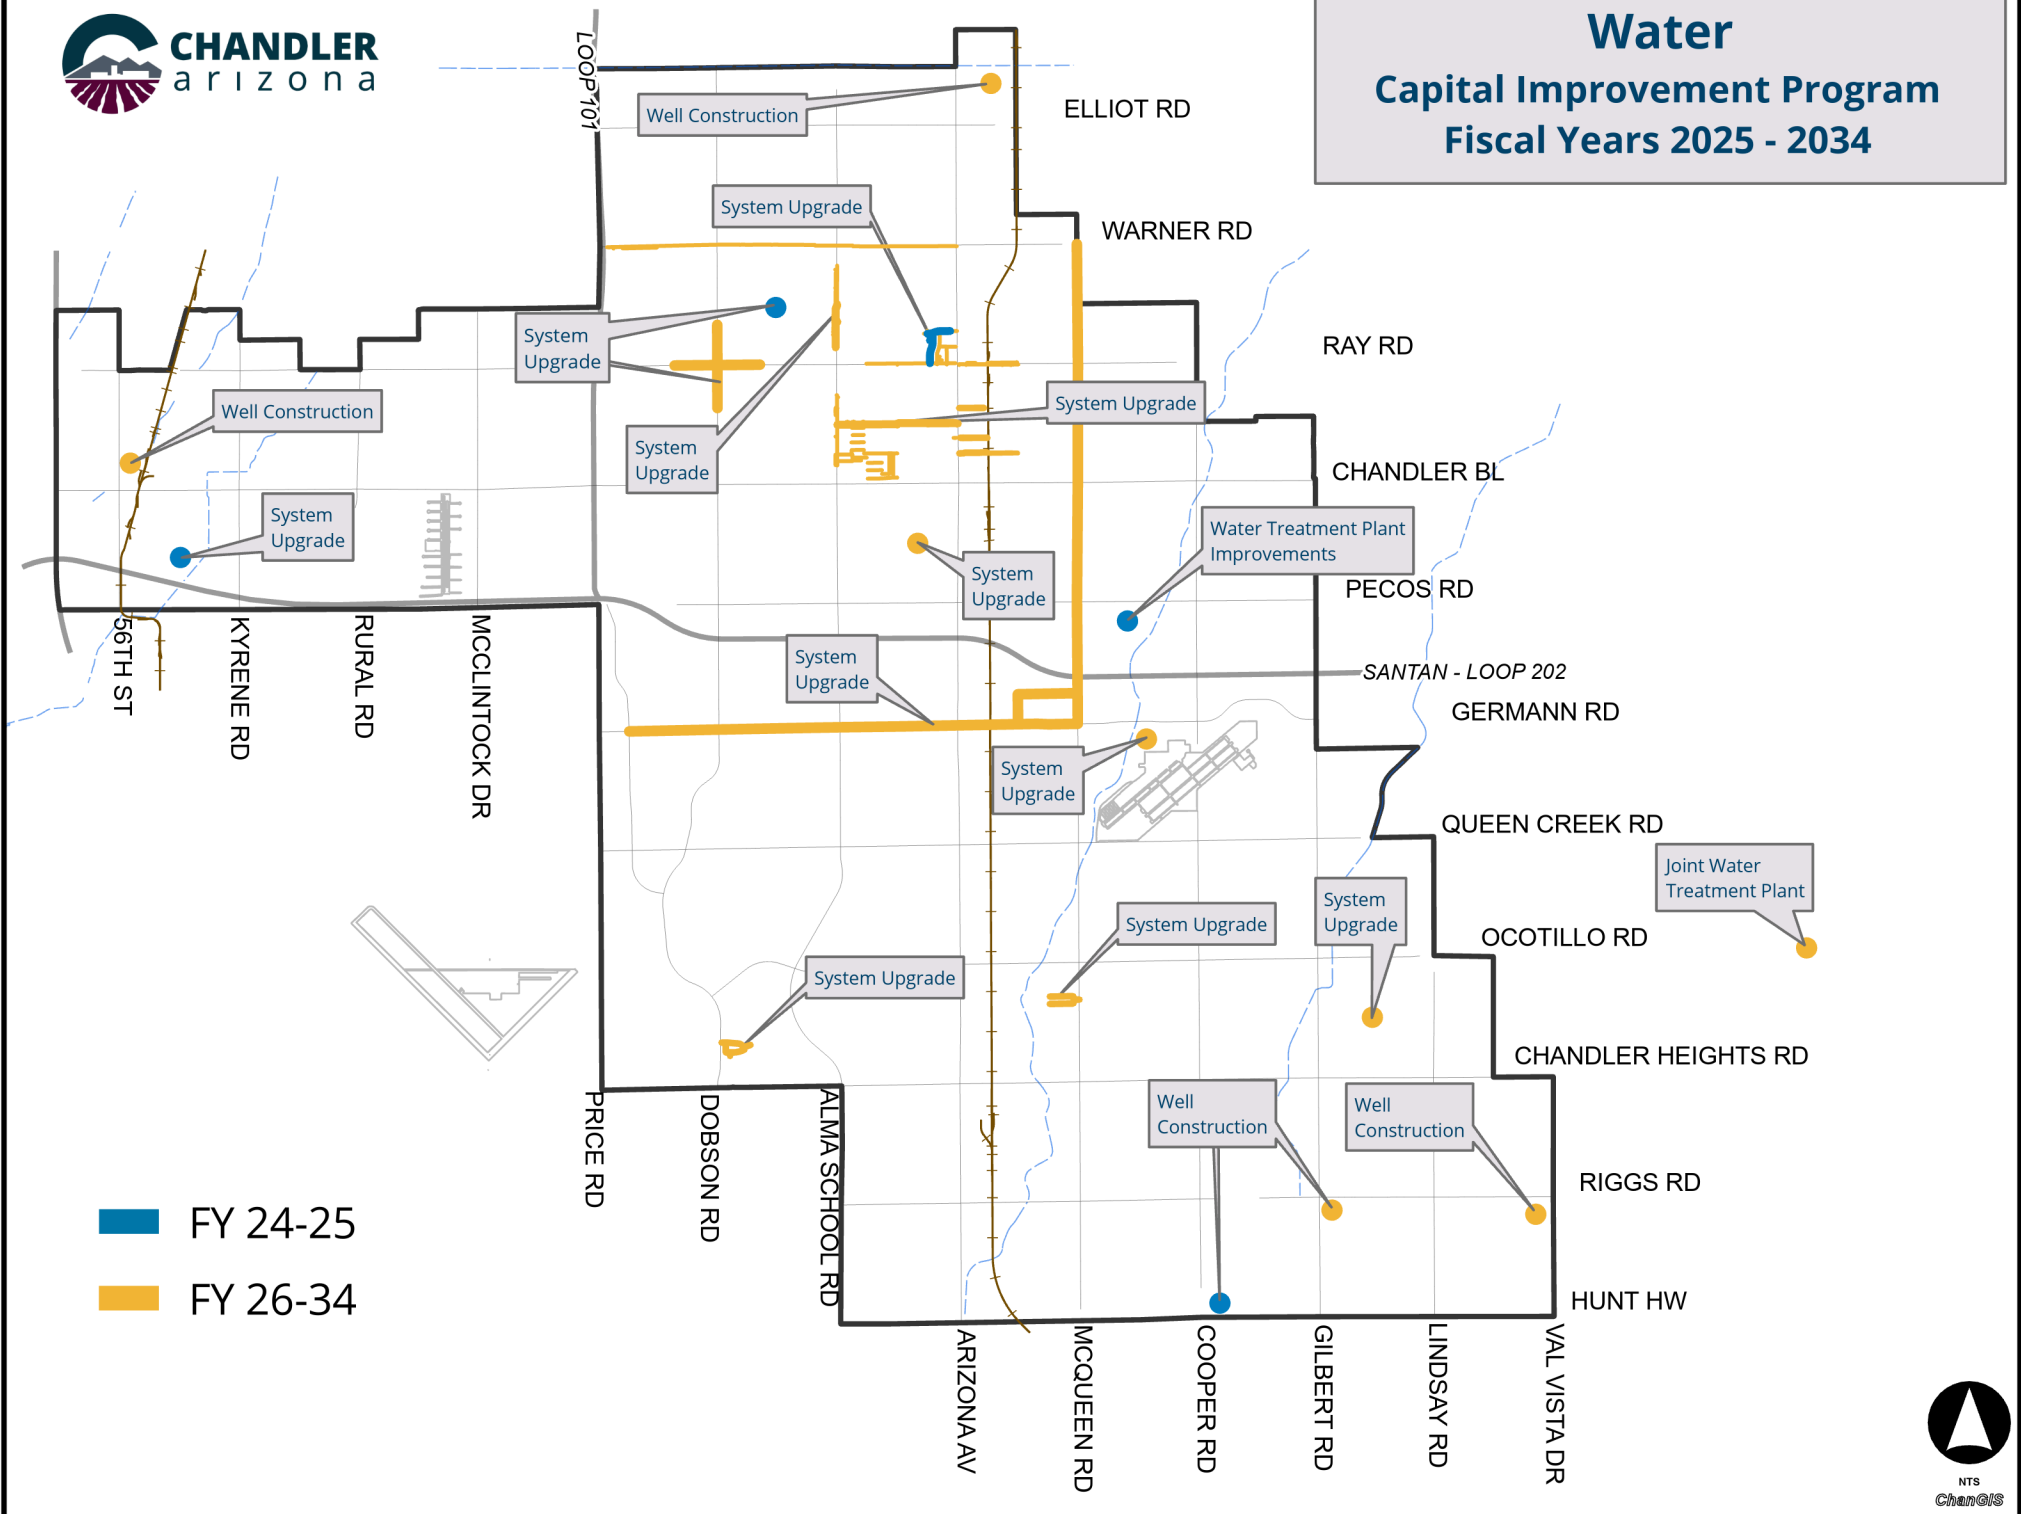 CHANDLER
arizona
Water
Capital Improvement Program
Fiscal Years 2025 - 2034
LOOP 101
ELLIOT RD
Well Construction
System Upgrade
WARNER RD
System
Upgrade
RAY RD
Well Construction
System Upgrade
System
Upgrade
CHANDLER BL
System
Upgrade
Water Treatment Plant
Improvements
System
Upgrade
PECOS RD
56TH ST
KYRENE RD
RURAL RD
MCCLINTOCK DR
System
Upgrade
SANTAN - LOOP 202
GERMANN RD
System
Upgrade
QUEEN CREEK RD
Joint Water
Treatment Plant
System
Upgrade
System Upgrade
OCOTILLO RD
System Upgrade
CHANDLER HEIGHTS RD
PRICE RD
DOBSON RD
ALMA SCHOOL RD
Well
Construction
Well
Construction
RIGGS RD
FY 24-25
FY 26-34
HUNT HW
ARIZONA AV
MCQUEEN RD
COOPER RD
GILBERT RD
LINDSAY RD
VAL VISTA DR
NTS
ChanGIS